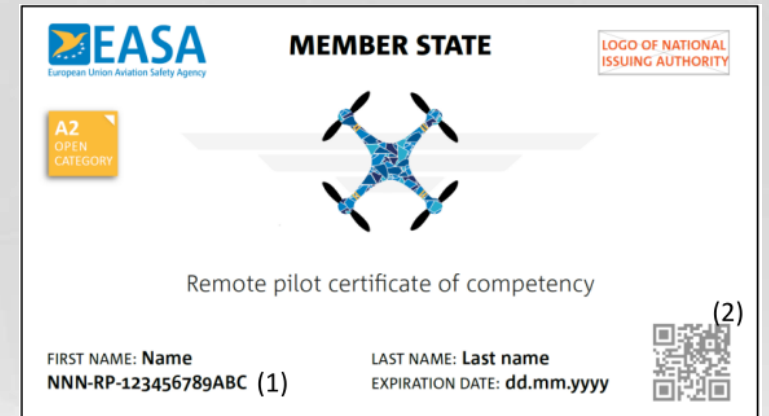 EASA
European Union Aviation Safety Agency
MEMBER STATE
LOGO OF NATIONAL
ISSUING AUTHORITY
A2
OPEN
CATEGORY
Remote pilot certificate of competency
(2)
FIRST NAME: Name
LAST NAME: Last name
NNN-RP-123456789ABC (1)
EXPIRATION DATE: dd.mm.yyyy